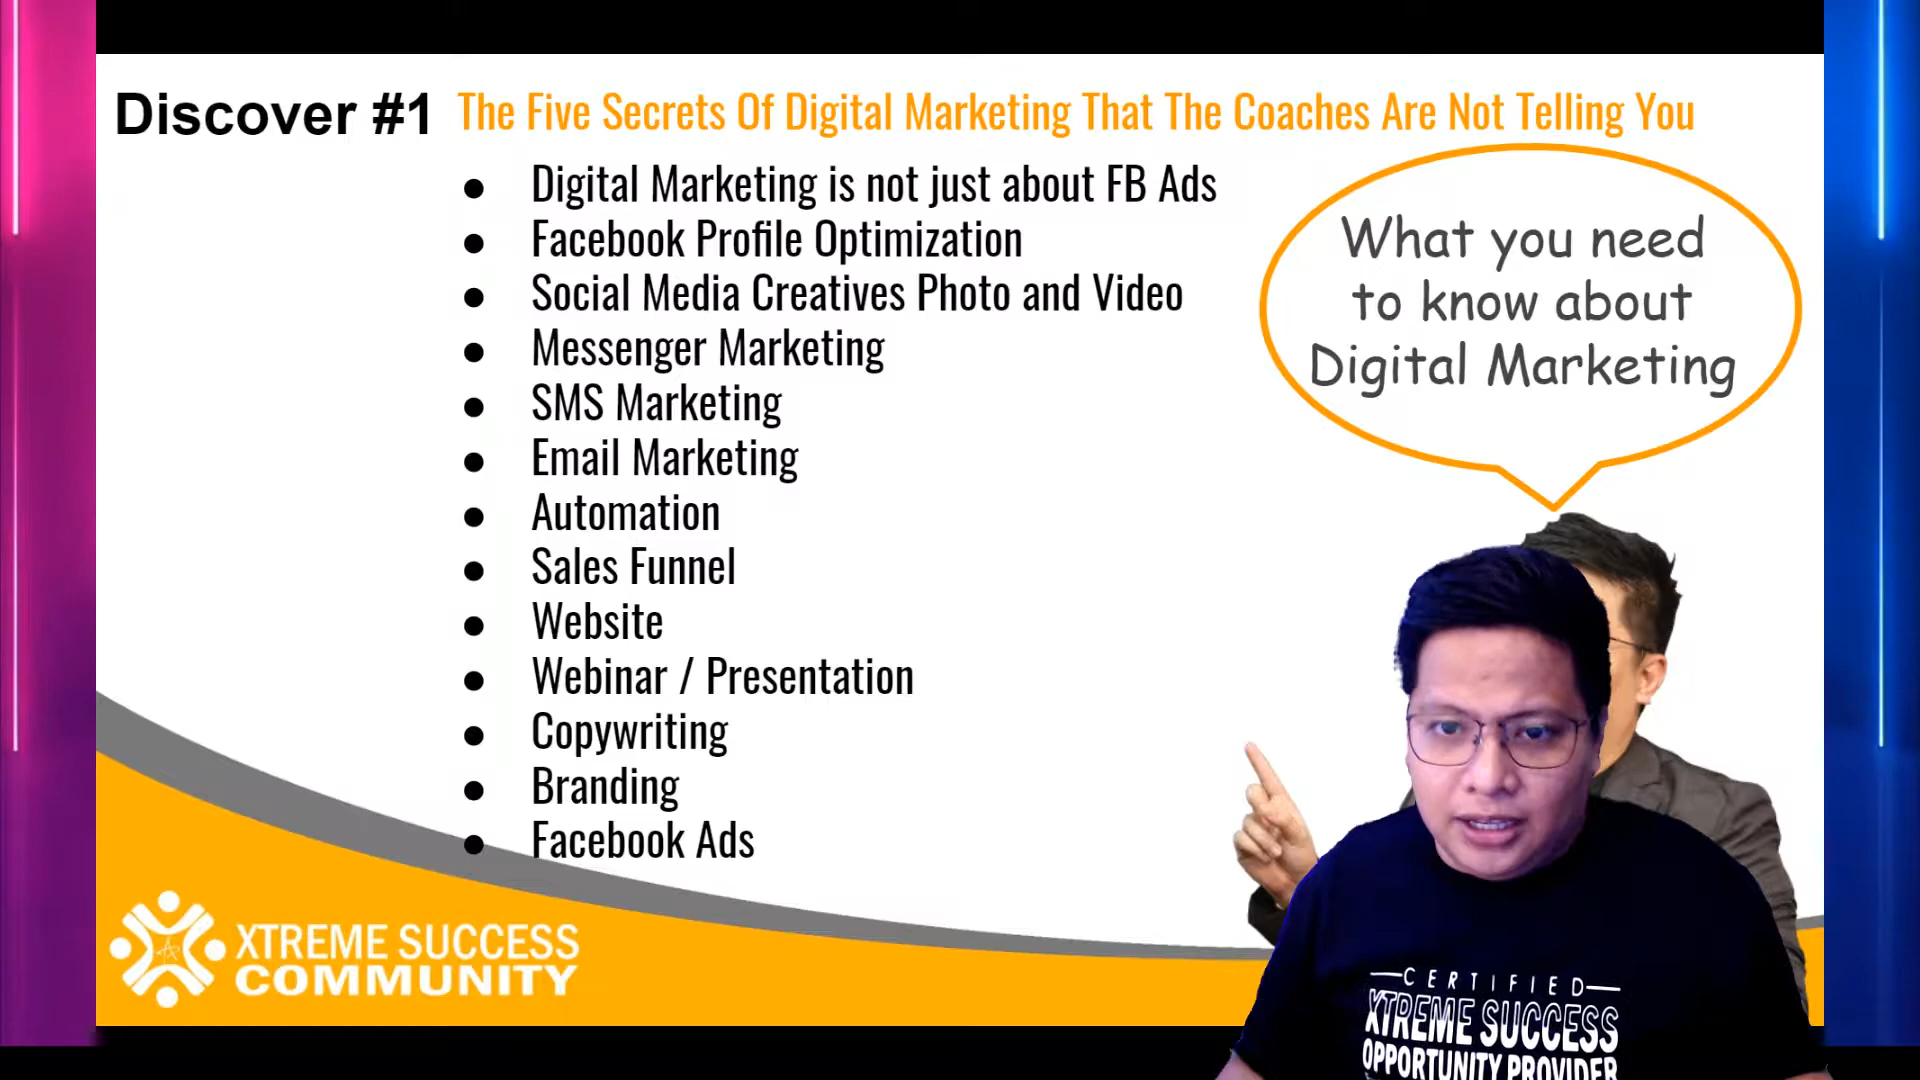 Discover #1 The Five Secrets Of Digital Marketing That The Coaches Are Not Telling You
● Digital Marketing is not just about FB Ads
● Facebook Profile Optimization
● Social Media Creatives Photo and Video
● Messenger Marketing
● SMS Marketing
● Email Marketing
● Automation
● Sales Funnel
● Website
● Webinar / Presentation
● Copywriting
● Branding
● Facebook Ads
What you need
to know about
Digital Marketing
XTREME SUCCESS
COMMUNITY
CERTIFIED
XTREME SUCCESS
OPPORTUNITY PROVIDER